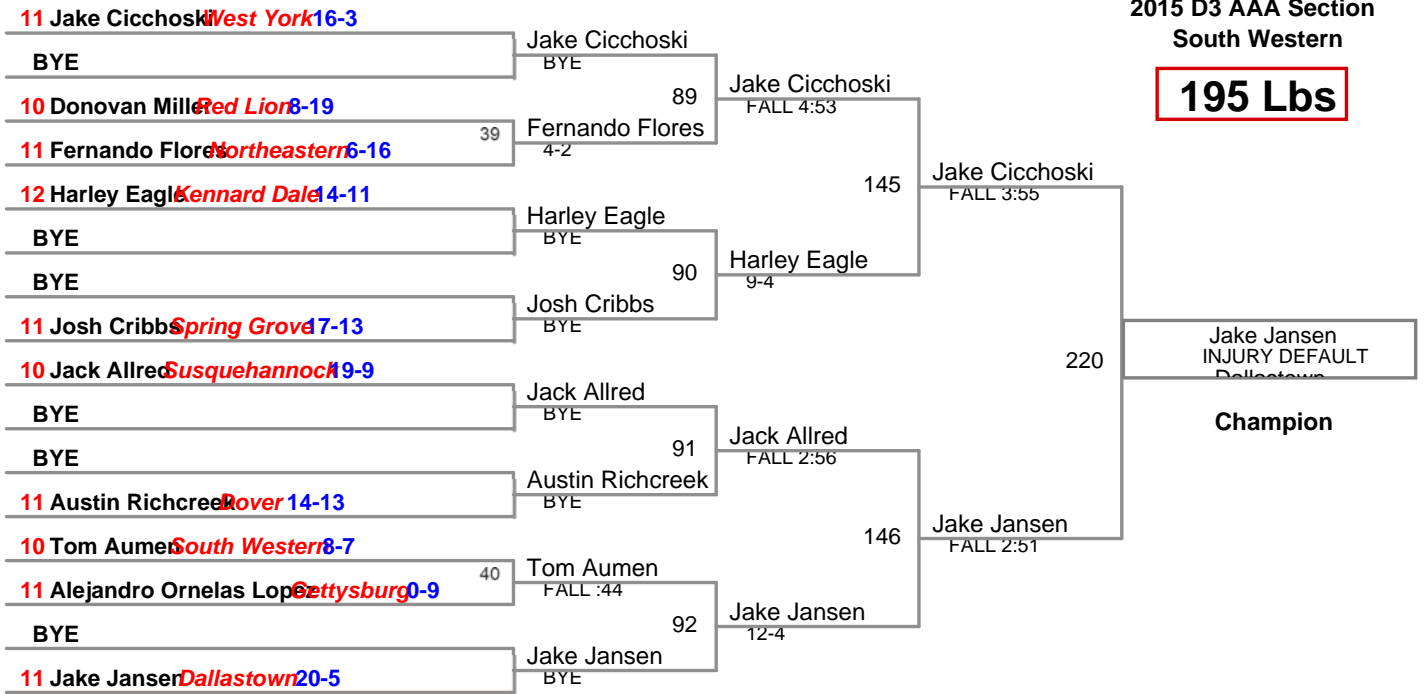 2015 D3 AAA Section
South Western
195 Lbs
11 Jake Cicchoski West York 16-3
BYE
10 Donovan Miller Red Lion 8-19
11 Fernando Flores Northeastern 6-16
12 Harley Eagle Kennard Dale 14-11
BYE
BYE
11 Josh Cribbs Spring Grove 17-13
10 Jack Allred Susquehannock 19-9
BYE
BYE
11 Austin Richcreek Dover 14-13
10 Tom Aumen South Western 8-7
11 Alejandro Ornelas Lopez Gettysburg 0-9
BYE
11 Jake Jansen Dallastown 20-5
Jake Cicchoski
BYE
39
Fernando Flores
4-2
Harley Eagle
BYE
Josh Cribbs
BYE
Jack Allred
BYE
Austin Richcreek
BYE
40
Tom Aumen
FALL :44
Jake Jansen
BYE
89
Jake Cicchoski
FALL 4:53
90
Harley Eagle
9-4
91
Jack Allred
FALL 2:56
92
Jake Jansen
12-4
145
Jake Cicchoski
FALL 3:55
146
Jake Jansen
FALL 2:51
220
Jake Jansen
INJURY DEFAULT
Dallastown
Champion